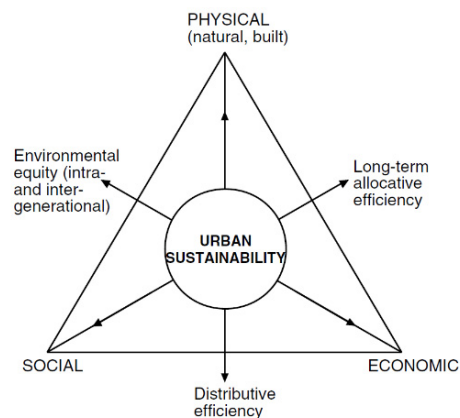 PHYSICAL
(natural, built)
Environmental
equity (intra-
and inter-
generational)
Long-term
allocative
efficiency
URBAN
SUSTAINABILITY
SOCIAL
ECONOMIC
Distributive
efficiency